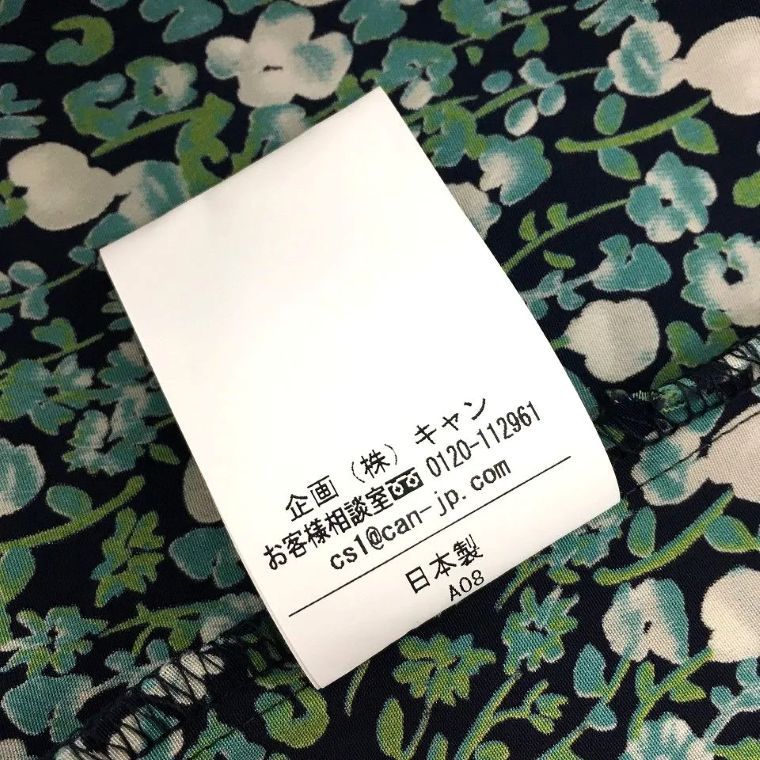 企画（株）キャン
お客様相談室 0120-112961
cs1@can-jp.com
日本製
A08